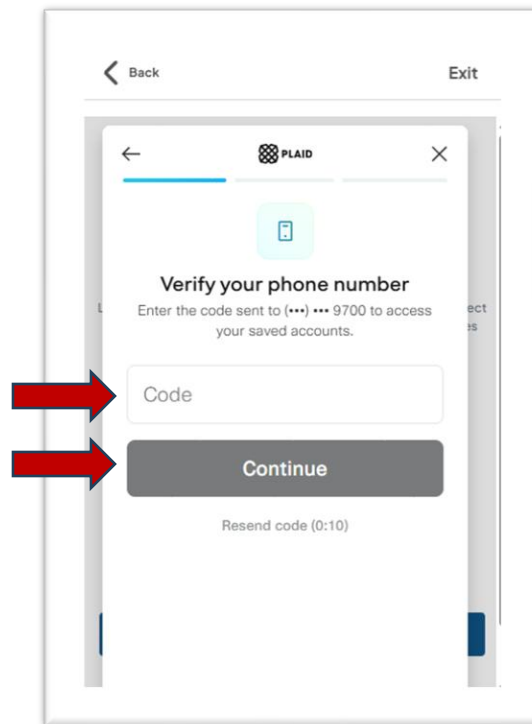 Back
Exit
PLAID
Verify your phone number
Enter the code sent to (•••) ••• 9700 to access
your saved accounts.
Code
Continue
Resend code (0:10)